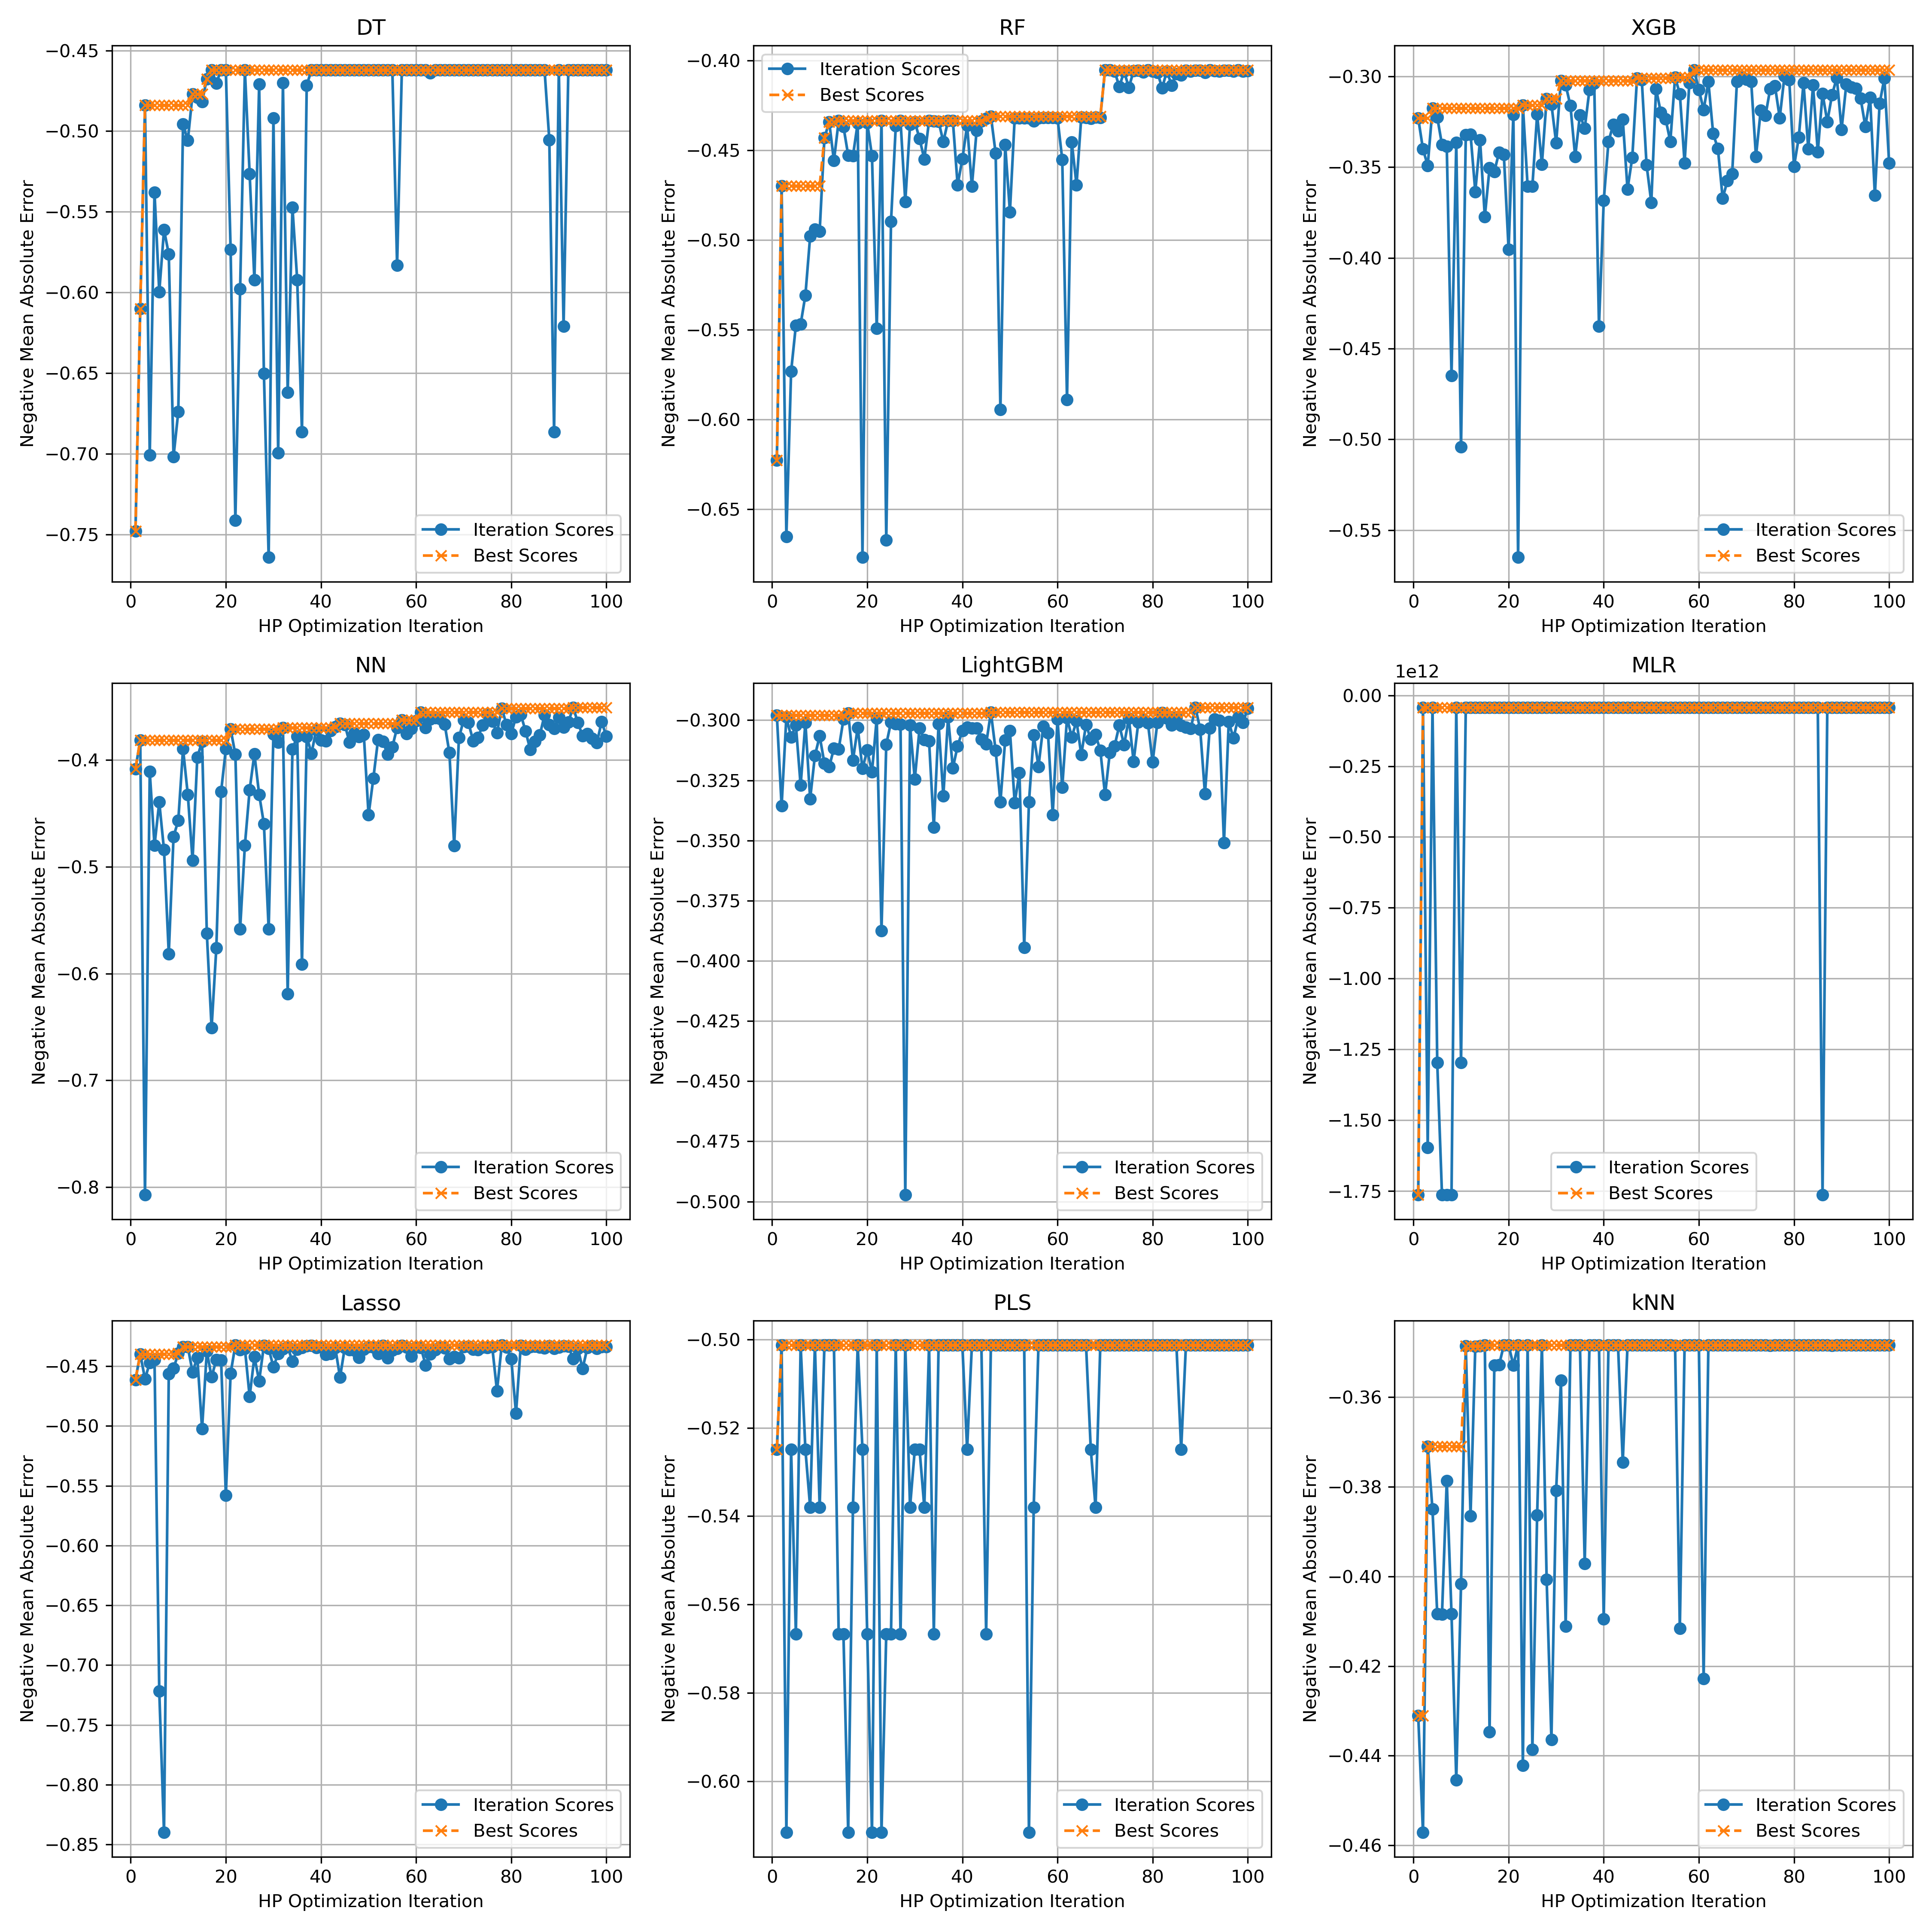 DT
−0.45
−0.50
−0.55
−0.60
−0.65
−0.70
−0.75
Negative Mean Absolute Error
0 20 40 60 80 100
HP Optimization Iteration
Iteration Scores
Best Scores
RF
−0.40
−0.45
−0.50
−0.55
−0.60
−0.65
Negative Mean Absolute Error
0 20 40 60 80 100
HP Optimization Iteration
Iteration Scores
Best Scores
XGB
−0.30
−0.35
−0.40
−0.45
−0.50
−0.55
Negative Mean Absolute Error
0 20 40 60 80 100
HP Optimization Iteration
Iteration Scores
Best Scores
NN
−0.4
−0.5
−0.6
−0.7
−0.8
Negative Mean Absolute Error
0 20 40 60 80 100
HP Optimization Iteration
Iteration Scores
Best Scores
LightGBM
−0.300
−0.325
−0.350
−0.375
−0.400
−0.425
−0.450
−0.475
−0.500
Negative Mean Absolute Error
0 20 40 60 80 100
HP Optimization Iteration
Iteration Scores
Best Scores
MLR
1e12
0.00
−0.25
−0.50
−0.75
−1.00
−1.25
−1.50
−1.75
Negative Mean Absolute Error
0 20 40 60 80 100
HP Optimization Iteration
Iteration Scores
Best Scores
Lasso
−0.45
−0.50
−0.55
−0.60
−0.65
−0.70
−0.75
−0.80
−0.85
Negative Mean Absolute Error
0 20 40 60 80 100
HP Optimization Iteration
Iteration Scores
Best Scores
PLS
−0.50
−0.52
−0.54
−0.56
−0.58
−0.60
Negative Mean Absolute Error
0 20 40 60 80 100
HP Optimization Iteration
Iteration Scores
Best Scores
kNN
−0.36
−0.38
−0.40
−0.42
−0.44
−0.46
Negative Mean Absolute Error
0 20 40 60 80 100
HP Optimization Iteration
Iteration Scores
Best Scores